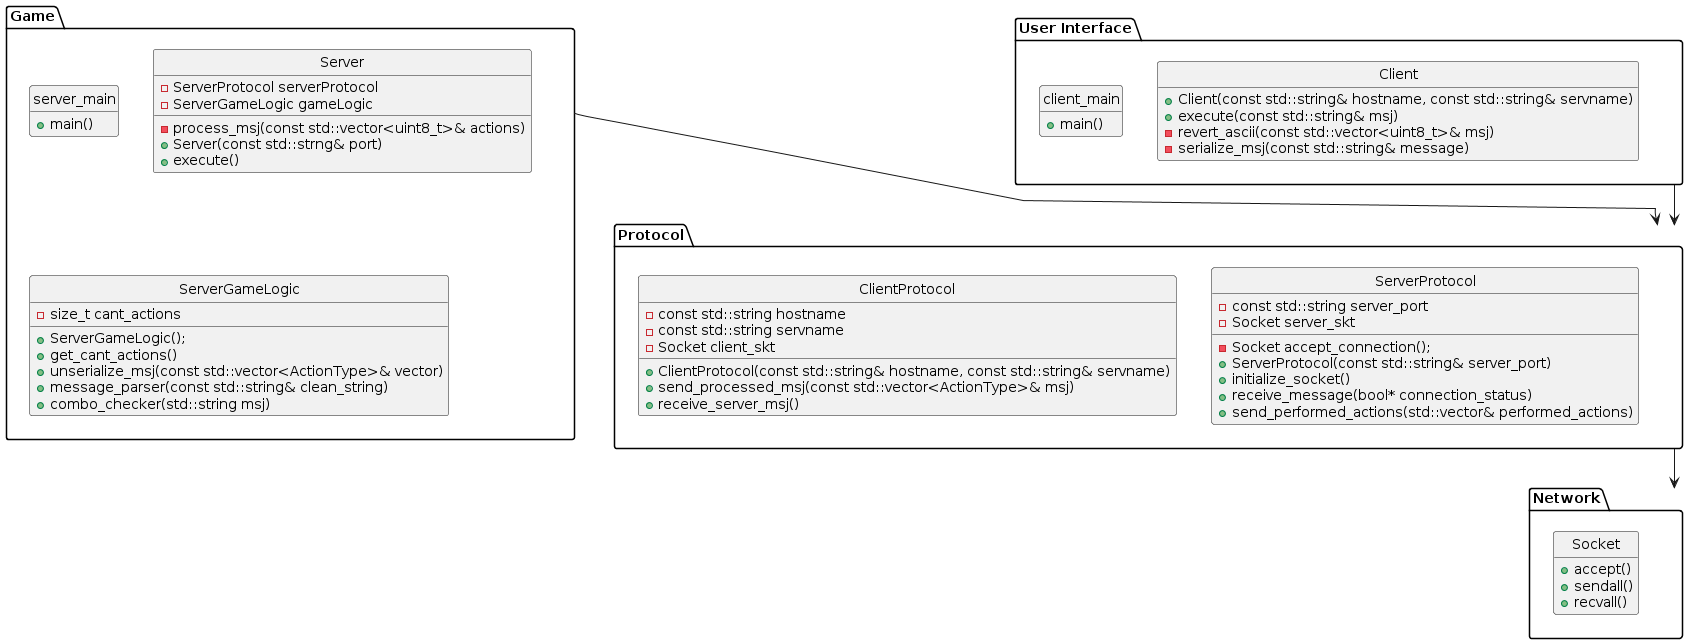 Game
server_main
main()
Server
ServerProtocol serverProtocol
ServerGameLogic gameLogic
process_msj(const std::vector<uint8_t>& actions)
Server(const std::strng& port)
execute()
ServerGameLogic
size_t cant_actions
ServerGameLogic();
get_cant_actions()
unserialize_msj(const std::vector<ActionType>& vector)
message_parser(const std::string& clean_string)
combo_checker(std::string msj)
User Interface
client_main
main()
Client
Client(const std::string& hostname, const std::string& servname)
execute(const std::string& msj)
revert_ascii(const std::vector<uint8_t>& msj)
serialize_msj(const std::string& message)
Protocol
ClientProtocol
const std::string hostname
const std::string servname
Socket client_skt
ClientProtocol(const std::string& hostname, const std::string& servname)
send_processed_msj(const std::vector<ActionType>& msj)
receive_server_msj()
ServerProtocol
const std::string server_port
Socket server_skt
Socket accept_connection();
ServerProtocol(const std::string& server_port)
initialize_socket()
receive_message(bool* connection_status)
send_performed_actions(std::vector& performed_actions)
Network
Socket
accept()
sendall()
recvall()